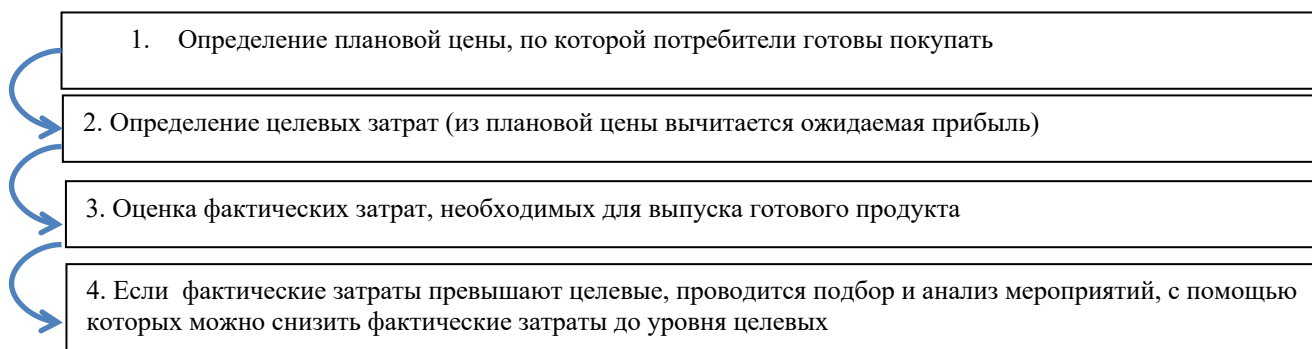 1. Определение плановой цены, по которой потребители готовы покупать
2. Определение целевых затрат (из плановой цены вычитается ожидаемая прибыль)
3. Оценка фактических затрат, необходимых для выпуска готового продукта
4. Если фактические затраты превышают целевые, проводится подбор и анализ мероприятий, с помощью
которых можно снизить фактические затраты до уровня целевых